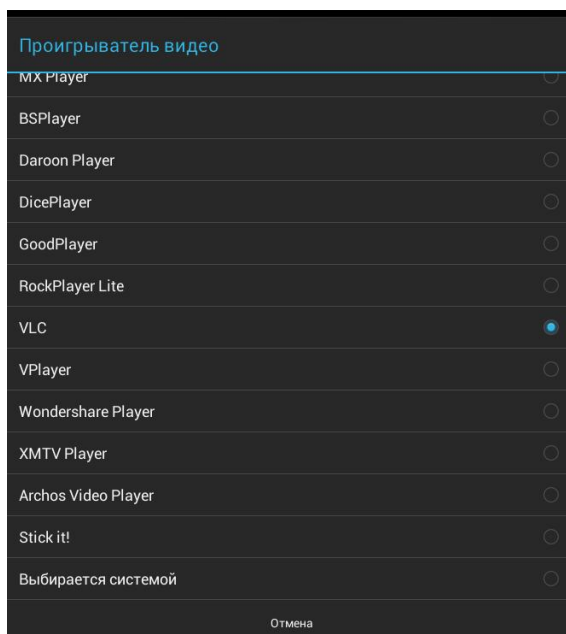 Проигрыватель видео
MX Player
BSPlayer
Daroon Player
DicePlayer
GoodPlayer
RockPlayer Lite
VLC
VPlayer
Wondershare Player
XMTV Player
Archos Video Player
Stick it!
Выбирается системой
Отмена